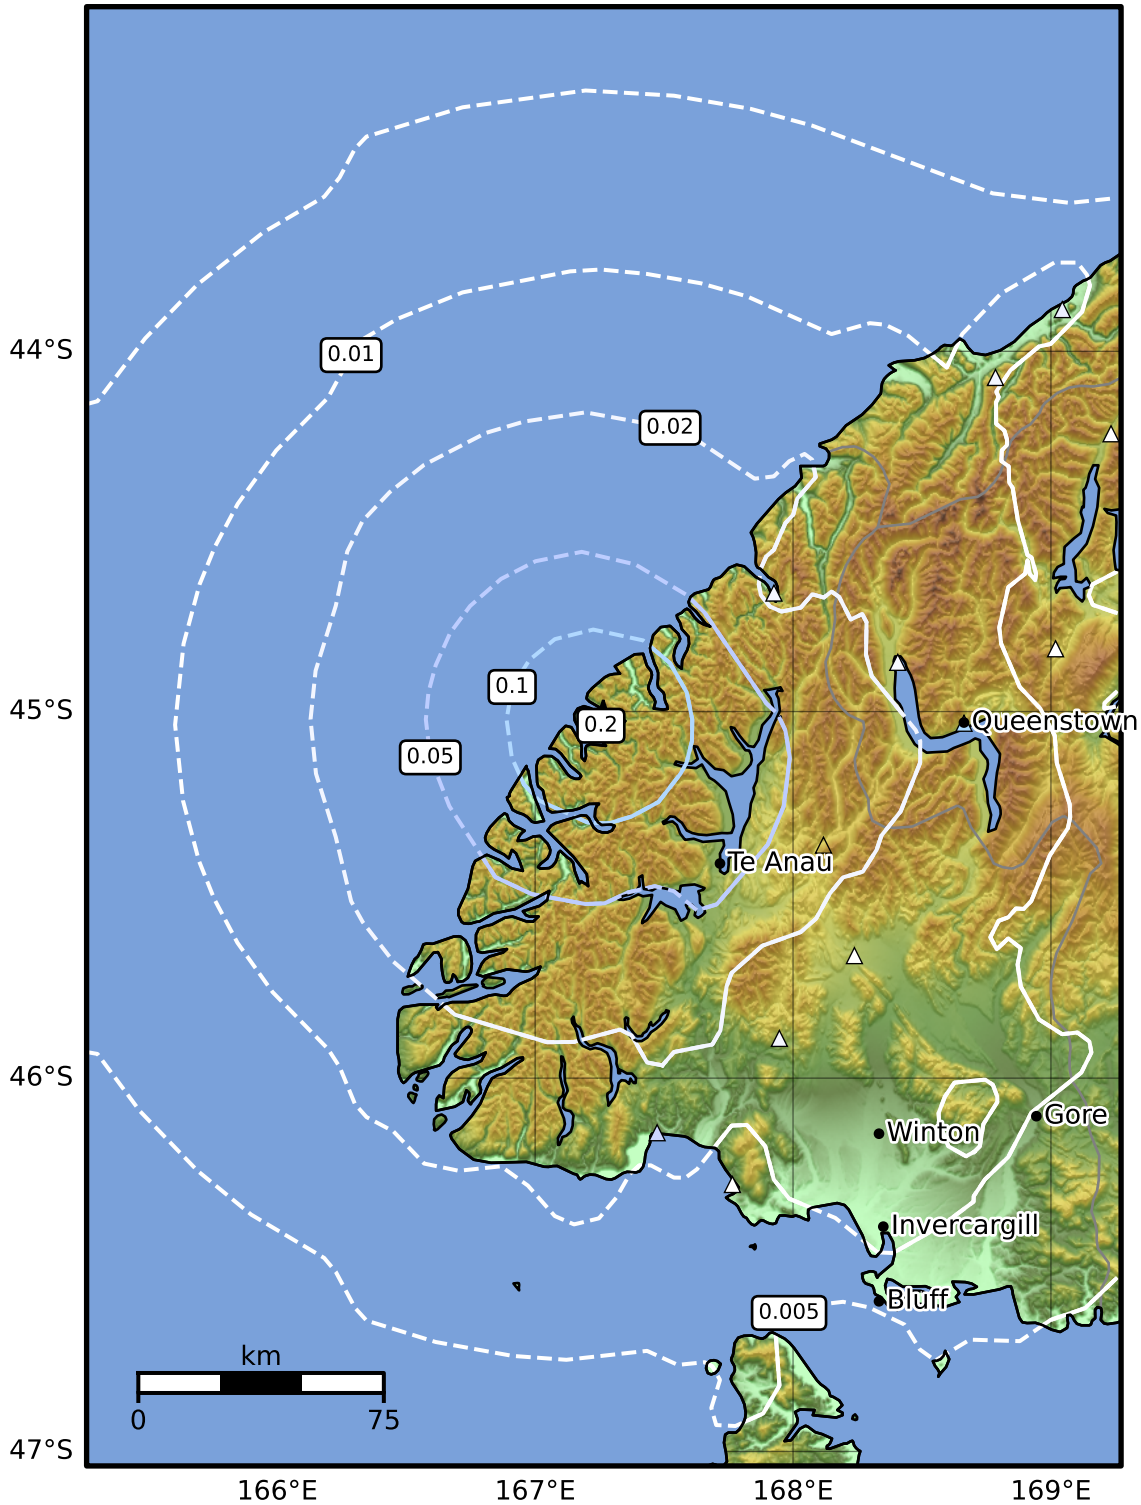 44°S
0.01
0.02
0.1
45°S
0.2
Queenstown
0.05
Te Anau
46°S
Gore
Winton
Invercargill
Bluff
0.005
km
0
75
47°S
166°E
167°E
168°E
169°E